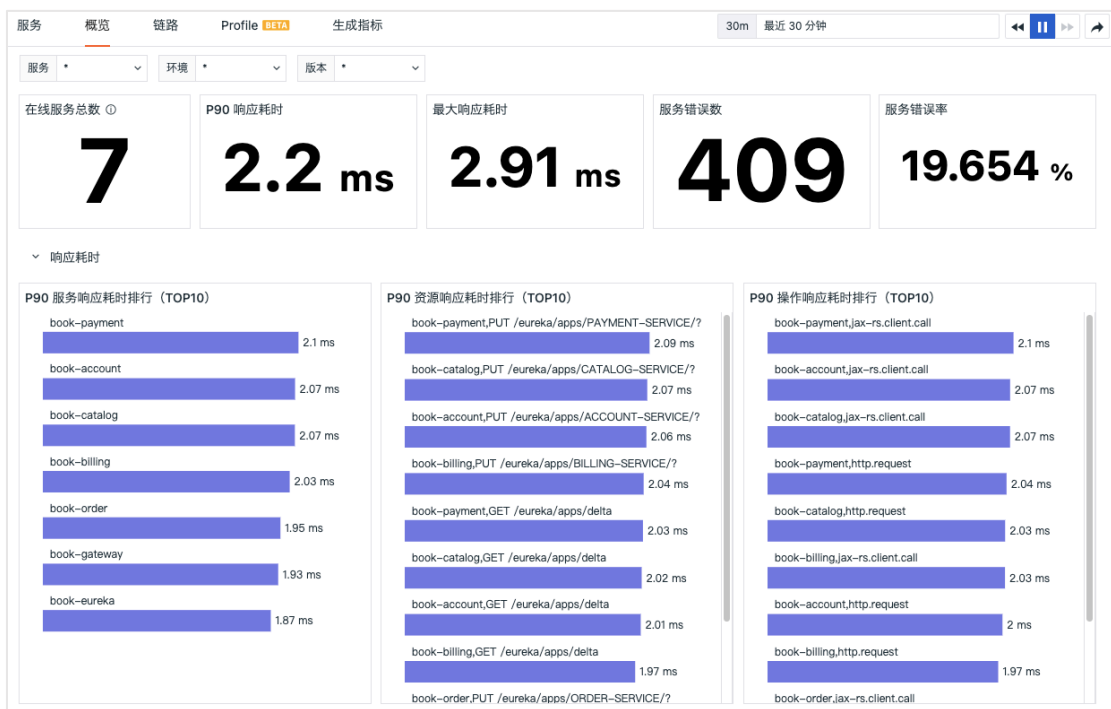 服务 概览 链路 Profile BETA 生成指标 30m 最近 30 分钟
服务 * 环境 * 版本 *
在线服务总数
7
P90 响应耗时
2.2 ms
最大响应耗时
2.91 ms
服务错误数
409
服务错误率
19.654 %
响应耗时
P90 服务响应耗时排行（TOP10）
book-payment
2.1 ms
book-account
2.07 ms
book-catalog
2.07 ms
book-billing
2.03 ms
book-order
1.95 ms
book-gateway
1.93 ms
book-eureka
1.87 ms
P90 资源响应耗时排行（TOP10）
book-payment,PUT /eureka/apps/PAYMENT-SERVICE/?
2.09 ms
book-catalog,PUT /eureka/apps/CATALOG-SERVICE/?
2.07 ms
book-account,PUT /eureka/apps/ACCOUNT-SERVICE/?
2.06 ms
book-billing,PUT /eureka/apps/BILLING-SERVICE/?
2.04 ms
book-payment,GET /eureka/apps/delta
2.03 ms
book-catalog,GET /eureka/apps/delta
2.02 ms
book-account,GET /eureka/apps/delta
2.01 ms
book-billing,GET /eureka/apps/delta
1.97 ms
book-order,PUT /eureka/apps/ORDER-SERVICE/?
P90 操作响应耗时排行（TOP10）
book-payment,jax-rs.client.call
2.1 ms
book-account,jax-rs.client.call
2.07 ms
book-catalog,jax-rs.client.call
2.07 ms
book-payment,http.request
2.04 ms
book-catalog,http.request
2.03 ms
book-billing,jax-rs.client.call
2.03 ms
book-account,http.request
2 ms
book-billing,http.request
1.97 ms
book-order,jax-rs.client.call